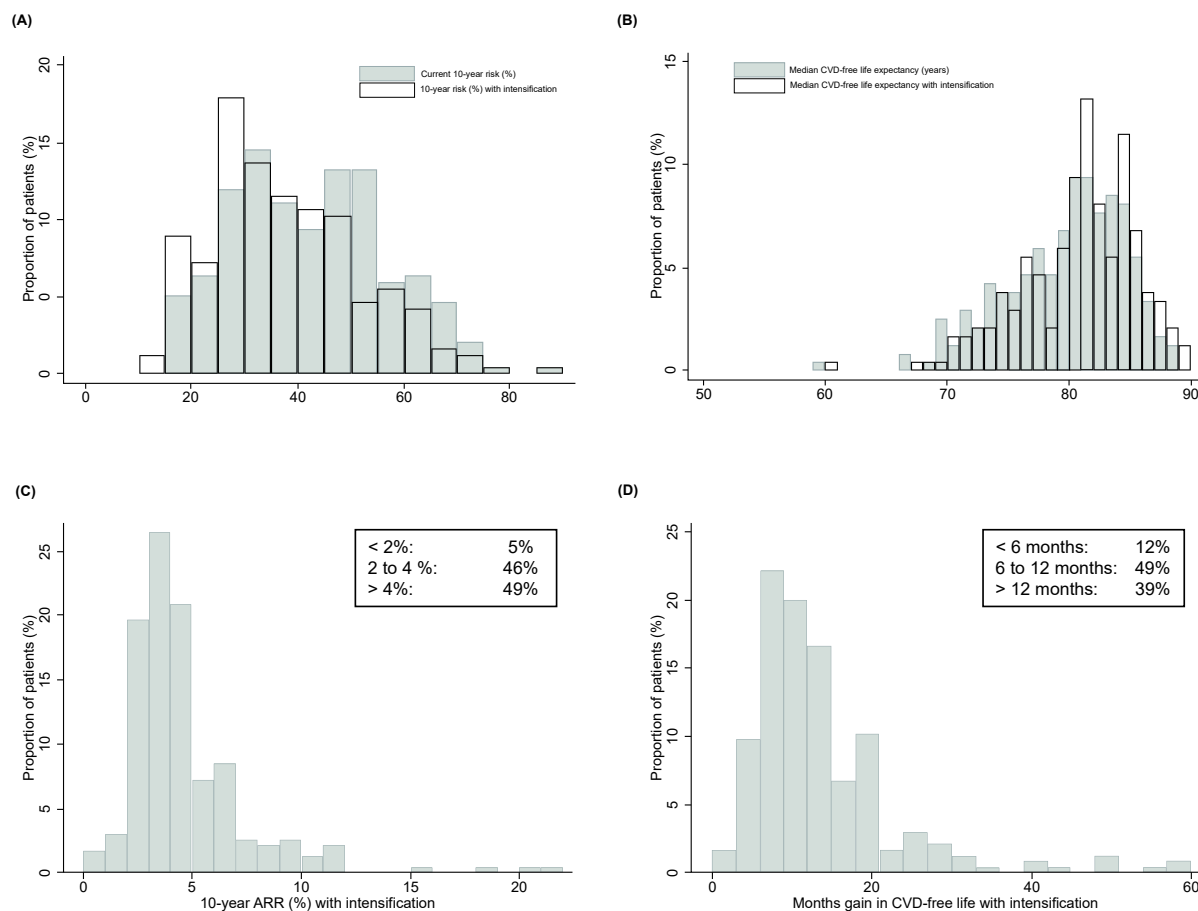 (A)
Proportion of patients (%)
20
15
10
0
0
Current 10-year risk (%)
10-year risk (%) with intensification
0 20 40 60 80
(B)
Proportion of patients (%)
15
10
5
0
Median CVD-free life expectancy (years)
Median CVD-free life expectancy with intensification
50 60 70 80 90
(C)
Proportion of patients (%)
25
20
15
10
5
0
< 2%: 5%
2 to 4 %: 46%
> 4%: 49%
0 5 10 15 20
10-year ARR (%) with intensification
(D)
Proportion of patients (%)
25
20
15
10
5
0
< 6 months: 12%
6 to 12 months: 49%
> 12 months: 39%
0 20 40 60
Months gain in CVD-free life with intensification